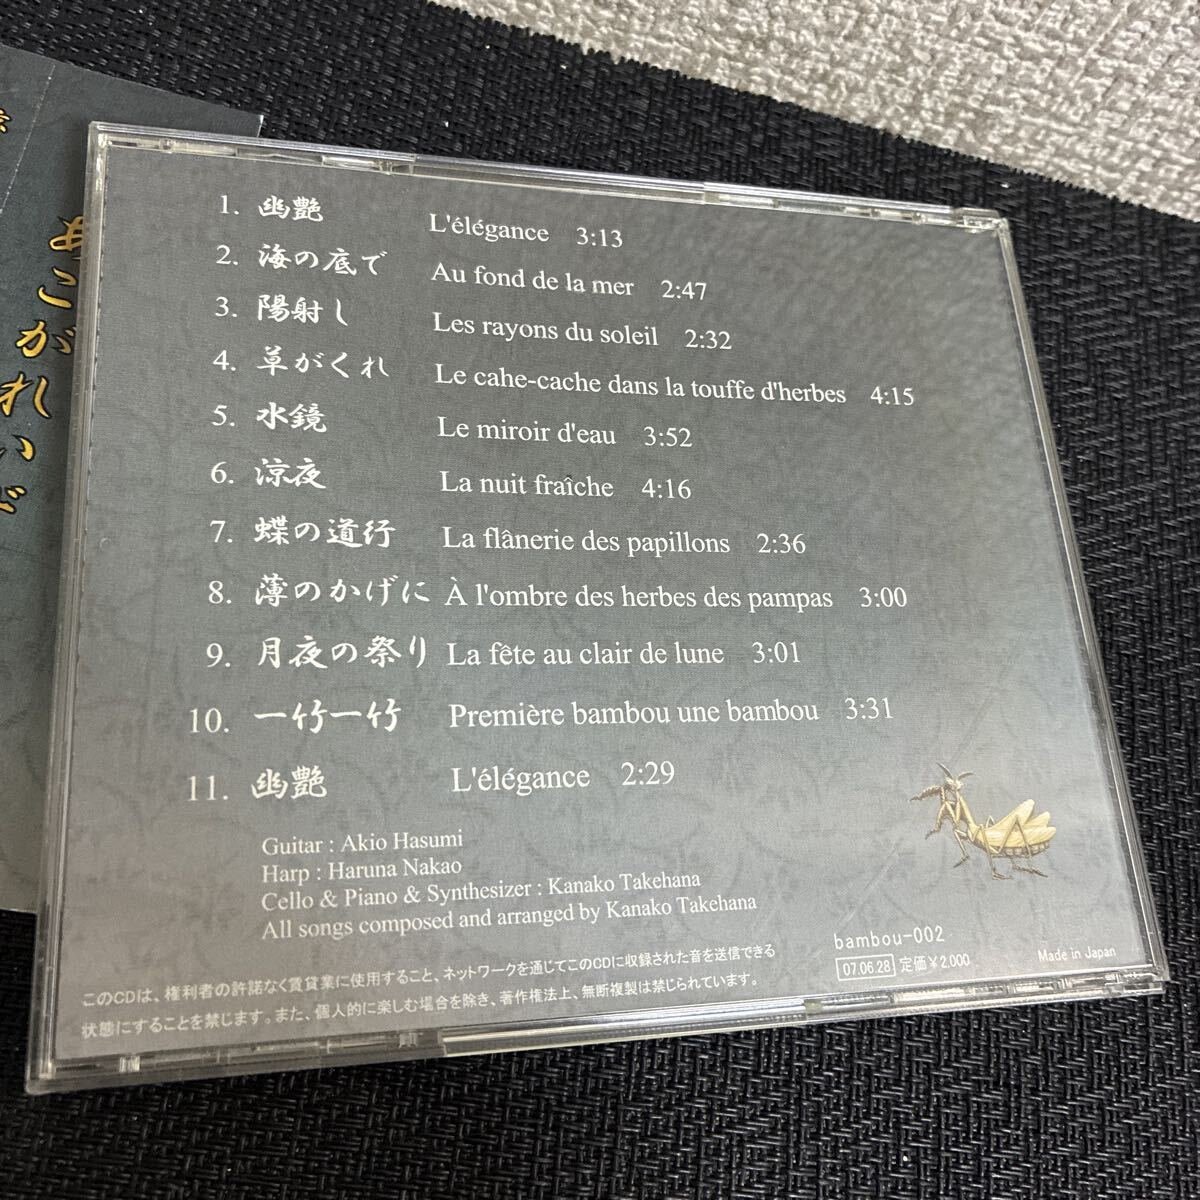 あこがれいど
1. 幽艶 L'élégance 3:13
2. 海の底で Au fond de la mer 2:47
3. 陽射し Les rayons du soleil 2:32
4. 草がくれ Le cahe-cache dans la touffe d'herbes 4:15
5. 水鏡 Le miroir d'eau 3:52
6. 涼夜 La nuit fraîche 4:16
7. 蝶の道行 La flânerie des papillons 2:36
8. 薄のかげに À l'ombre des herbes des pampas 3:00
9. 月夜の祭り La fête au clair de lune 3:01
10. 一竹一竹 Première bambou une bambou 3:31
11. 幽艶 L'élégance 2:29
Guitar : Akio Hasumi
Harp : Haruna Nakao
Cello & Piano & Synthesizer : Kanako Takehana
All songs composed and arranged by Kanako Takehana
このCDは、権利者の許諾なく賃貸業に使用すること、ネットワークを通じてこのCDに収録された音を送信できる
状態にすることを禁じます。また、個人的に楽しむ場合を除き、著作権法上、無断複製は禁じられています。
bambou-002
07.06.28 定価¥2,000
Made in Japan